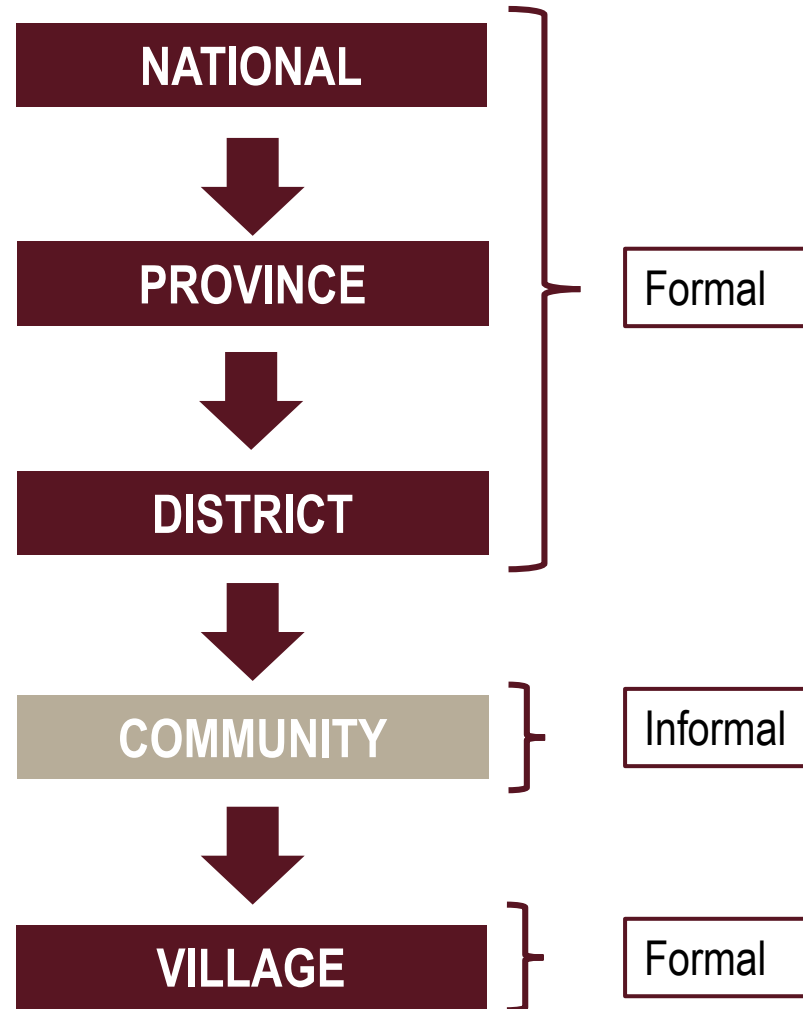 NATIONAL
PROVINCE
Formal
DISTRICT
COMMUNITY
Informal
VILLAGE
Formal